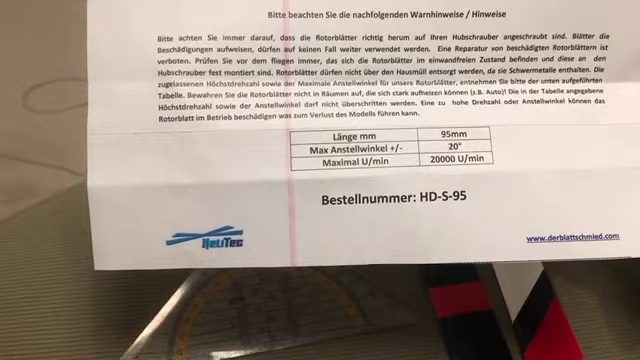 Bitte beachten Sie die nachfolgenden Warnhinweise / Hinweise
Bitte achten Sie immer darauf, dass die Rotorblätter richtig herum auf Ihren Hubschrauber angeschraubt sind. Blätter die
Beschädigungen aufweisen, dürfen auf keinen Fall weiter verwendet werden. Eine Reparatur von beschädigten Rotorblättern ist
verboten. Prüfen Sie vor dem fliegen immer, das sich die Rotorblätter im einwandfreien Zustand befinden und diese an den
Hubschrauber fest montiert sind. Rotorblätter dürfen nicht über den Hausmüll entsorgt werden, da sie Schwermetalle enthalten. Die
zugelassenen Höchstdrehzahl sowie der Maximale Anstellwinkel für unsere Rotorblätter, entnehmen Sie bitte der unten aufgeführten
Tabelle. Bewahren Sie die Rotorblätter nicht in Räumen auf, die sich stark aufheizen können (z.B. Auto)! Die in der Tabelle angegebene
Höchstdrehzahl sowie der Anstellwinkel darf nicht überschritten werden. Eine zu hohe Drehzahl oder Anstellwinkel können das
Rotorblatt im Betrieb beschädigen was zum Verlust des Modells führen kann.
Länge mm 95mm
Max Anstellwinkel +/- 20°
Maximal U/min 20000 U/min
Bestellnummer: HD-S-95
HeliTec
www.derblattschmied.com